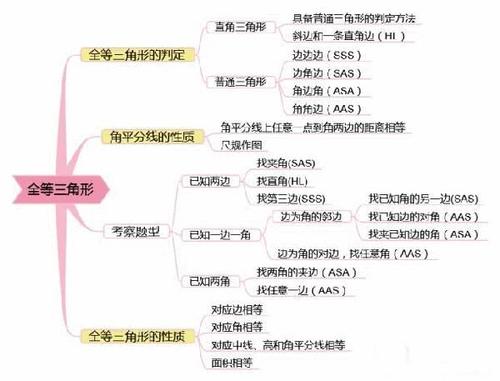 具备普通三角形的判定方法
直角三角形
斜边和一条直角边（HL）
全等三角形的判定
边边边（SSS）
边角边（SAS）
普通三角形
角边角（ASA）
角角边（AAS）
角平分线上任意一点到角两边的距离相等
角平分线的性质
尺规作图
全等三角形
找夹角(SAS)
已知两边
找直角(HL)
找第三边(SSS)
找已知角的另一边(SAS)
边为角的邻边
找已知边的对角（AAS）
考察题型
已知一边一角
找夹已知边的角（ASA）
边为角的对边，找任意角（AAS）
找两角的夹边（ASA）
已知两角
找任意一边（AAS）
对应边相等
对应角相等
全等三角形的性质
对应中线、高和角平分线相等
面积相等